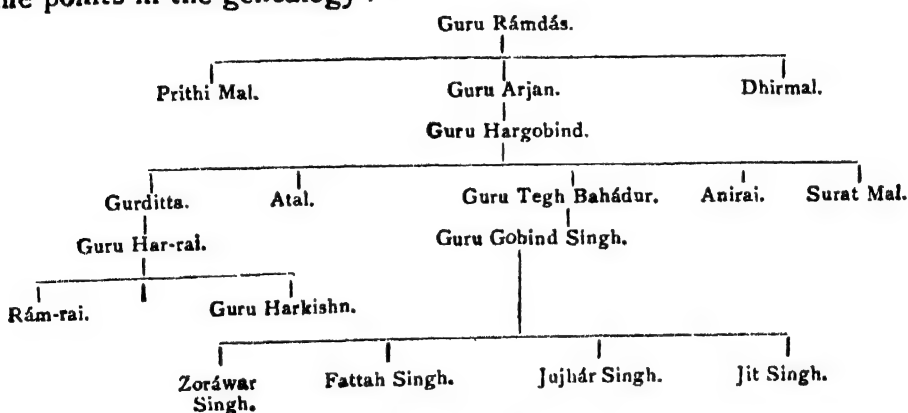 ne points in the genealogy :
Guru Rámdás.
Prithi Mal. Guru Arjan. Dhirmal.
Guru Hargobind.
Gurditta. Atal. Guru Tegh Bahádur. Anirai. Surat Mal.
Guru Har-rai. Guru Gobind Singh.
Rám-rai. Guru Harkishn.
Zoráwar Fattah Singh. Jujhár Singh. Jit Singh.
Singh.